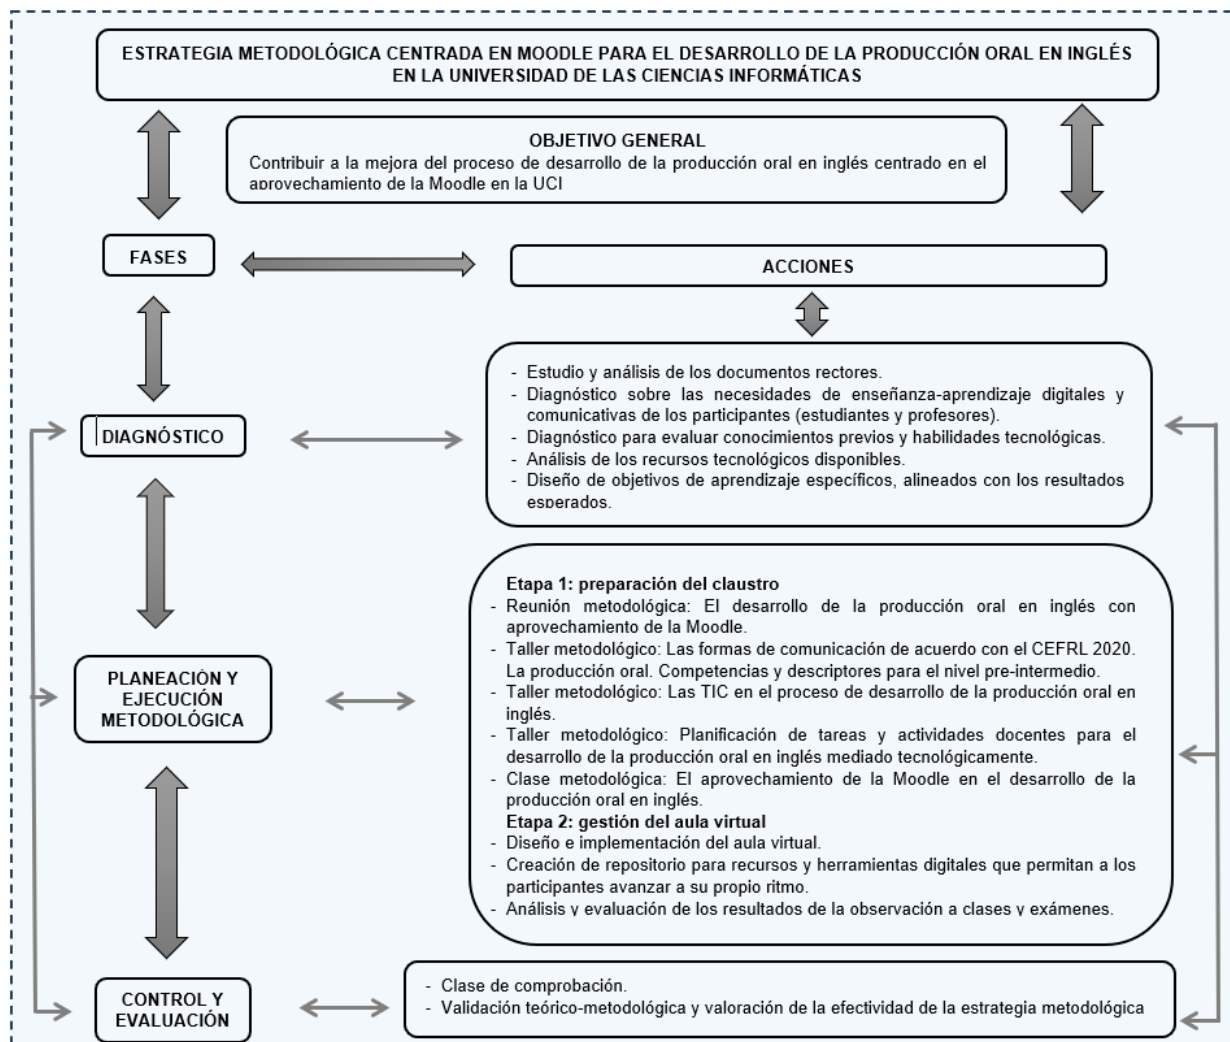 ESTRATEGIA METODOLÓGICA CENTRADA EN MOODLE PARA EL DESARROLLO DE LA PRODUCCIÓN ORAL EN INGLÉS
EN LA UNIVERSIDAD DE LAS CIENCIAS INFORMÁTICAS
OBJETIVO GENERAL
Contribuir a la mejora del proceso de desarrollo de la producción oral en inglés centrado en el
aprovechamiento de la Moodle en la UCI
FASES
ACCIONES
- Estudio y análisis de los documentos rectores.
- Diagnóstico sobre las necesidades de enseñanza-aprendizaje digitales y
comunicativas de los participantes (estudiantes y profesores).
- Diagnóstico para evaluar conocimientos previos y habilidades tecnológicas.
- Análisis de los recursos tecnológicos disponibles.
- Diseño de objetivos de aprendizaje específicos, alineados con los resultados
esperados.
DIAGNÓSTICO
Etapa 1: preparación del claustro
- Reunión metodológica: El desarrollo de la producción oral en inglés con
aprovechamiento de la Moodle.
- Taller metodológico: Las formas de comunicación de acuerdo con el CEFRL 2020.
La producción oral. Competencias y descriptores para el nivel pre-intermedio.
- Taller metodológico: Las TIC en el proceso de desarrollo de la producción oral en
inglés.
- Taller metodológico: Planificación de tareas y actividades docentes para el
desarrollo de la producción oral en inglés mediado tecnológicamente.
- Clase metodológica: El aprovechamiento de la Moodle en el desarrollo de la
producción oral en inglés.
Etapa 2: gestión del aula virtual
- Diseño e implementación del aula virtual.
- Creación de repositorio para recursos y herramientas digitales que permitan a los
participantes avanzar a su propio ritmo.
- Análisis y evaluación de los resultados de la observación a clases y exámenes.
PLANEACIÓN Y
EJECUCIÓN
METODOLÓGICA
- Clase de comprobación.
- Validación teórico-metodológica y valoración de la efectividad de la estrategia metodológica
CONTROL Y
EVALUACIÓN